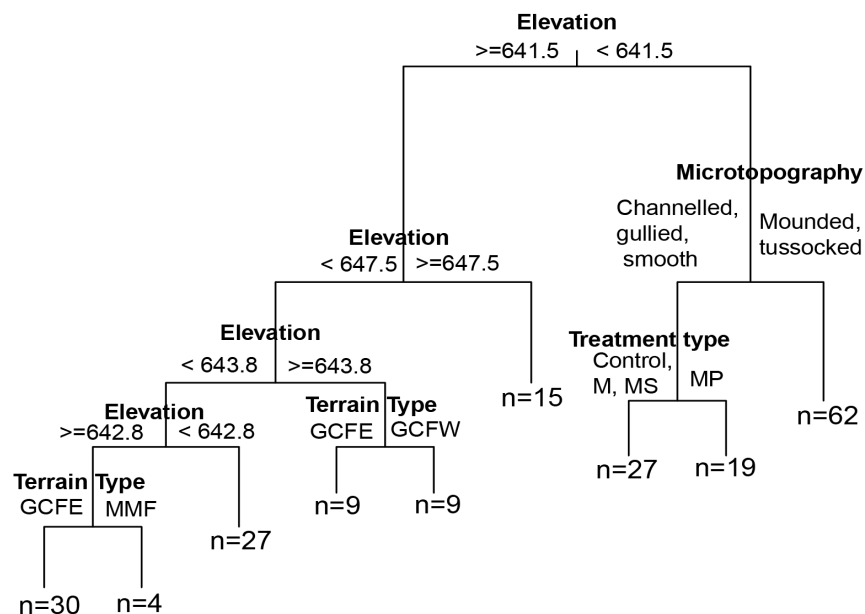 Elevation
>=641.5 < 641.5
Microtopography
Channelled,
gullied,
smooth
Mounded,
tussocked
Elevation
< 647.5 >=647.5
Elevation
< 643.8 >=643.8
Treatment type
Control,
M, MS
MP
n=15
n=62
Elevation
>=642.8 < 642.8
Terrain Type
GCFE GCFW
n=27 n=19
Terrain Type
GCFE MMF
n=9 n=9
n=27
n=30 n=4